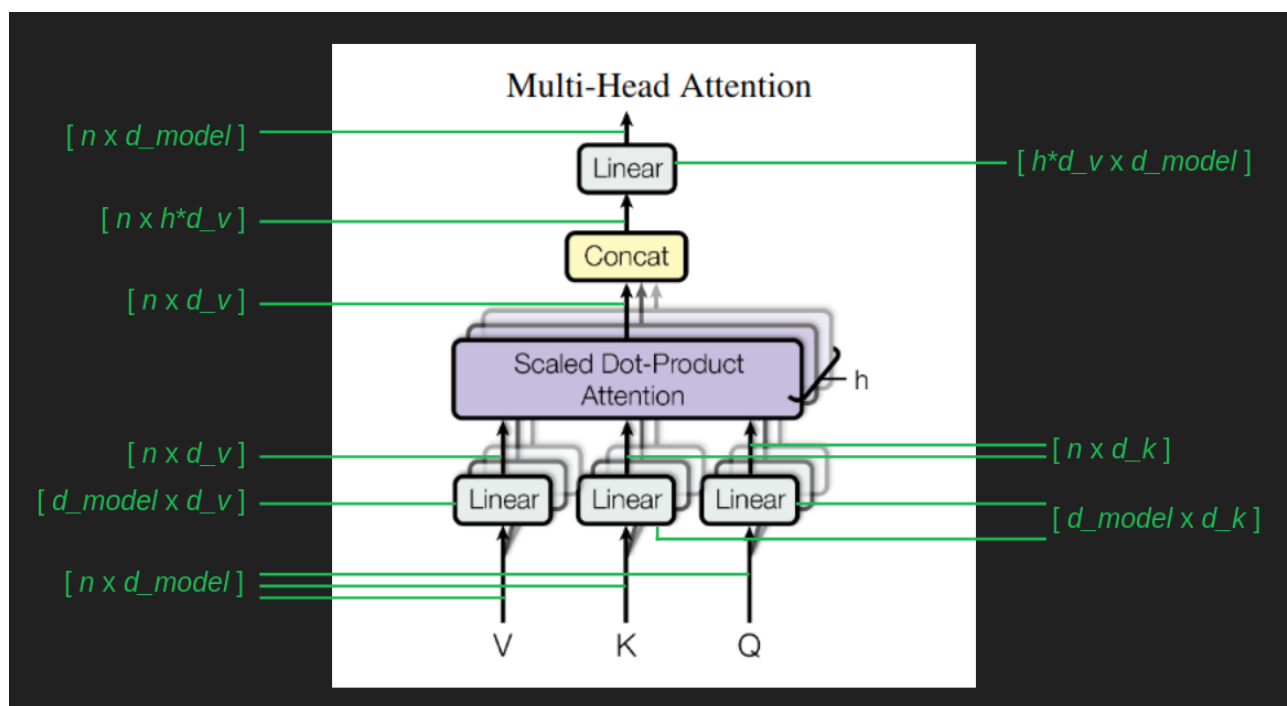 Multi-Head Attention
[ n x d_model ]
Linear
[ h*d_v x d_model ]
[ n x h*d_v ]
Concat
[ n x d_v ]
Scaled Dot-Product
Attention
h
[ n x d_v ]
[ n x d_k ]
[ d_model x d_v ]
Linear
Linear
Linear
[ d_model x d_k ]
[ n x d_model ]
V
K
Q